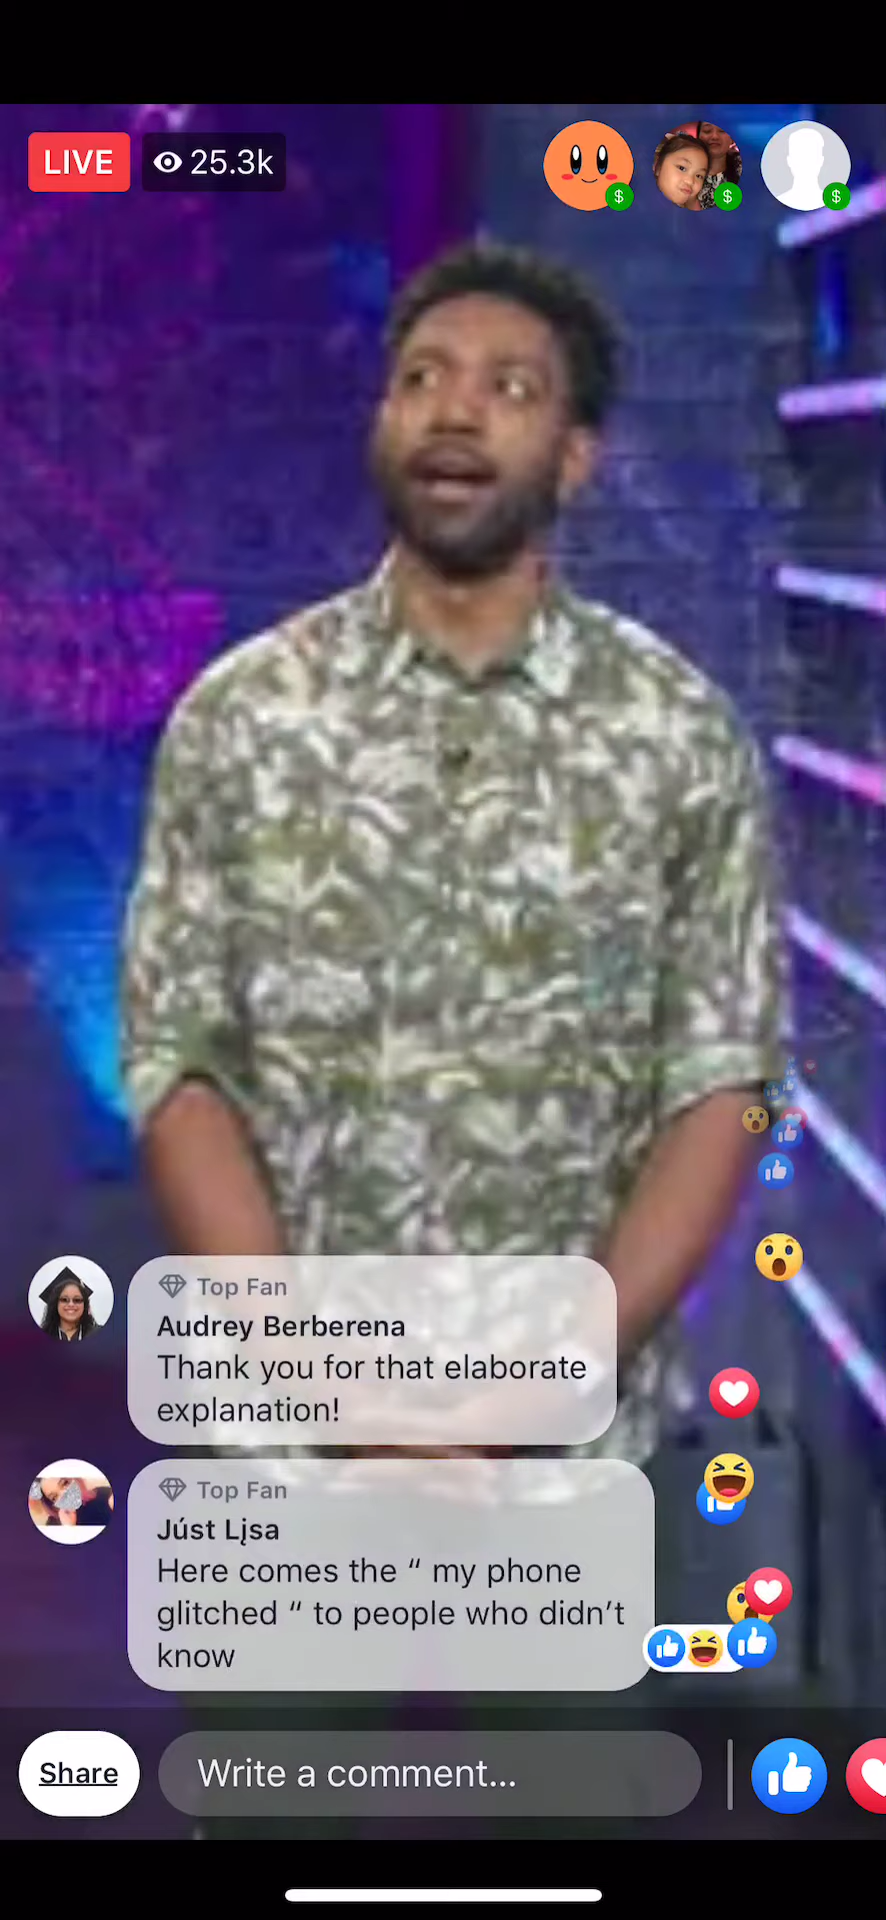 LIVE 25.3k
$ $ $
Top Fan
Audrey Berberena
Thank you for that elaborate
explanation!
Top Fan
Júst Lįsa
Here comes the “ my phone
glitched “ to people who didn’t
know
Share Write a comment...